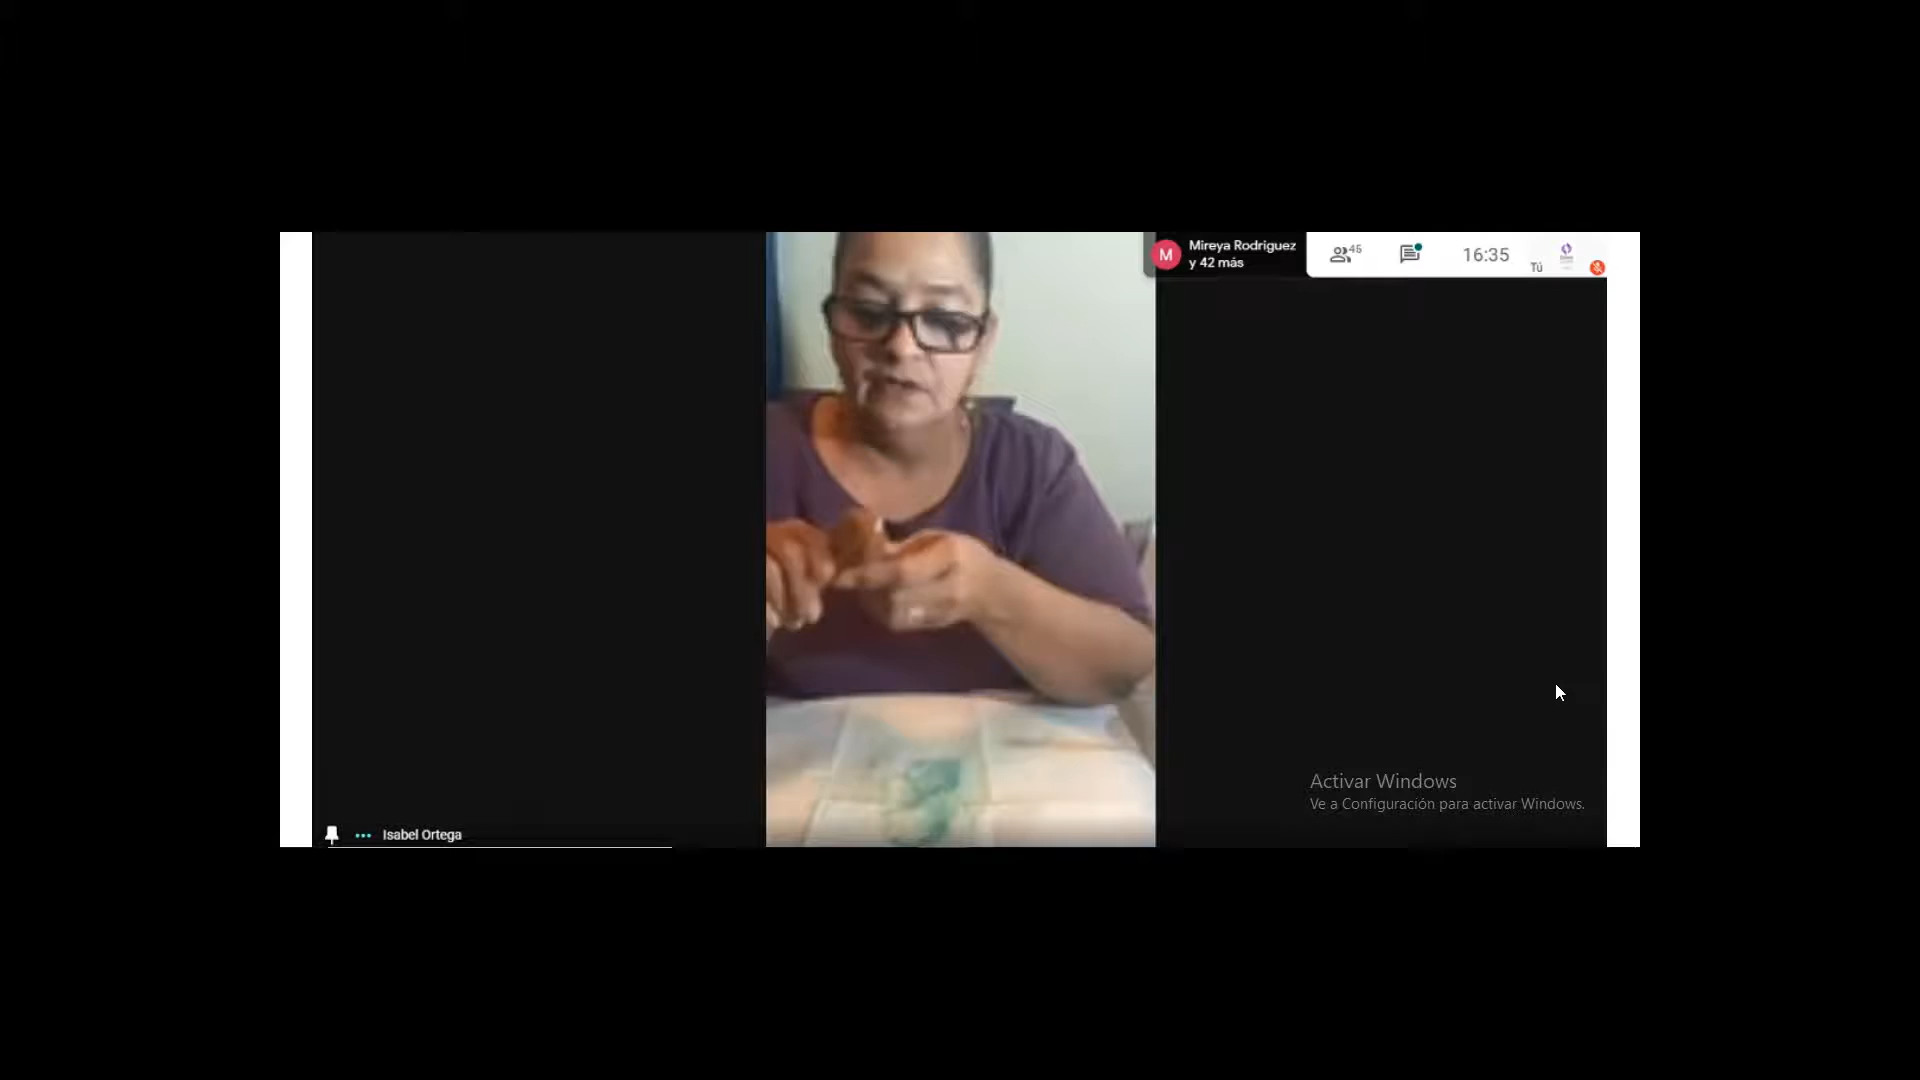 Mireya Rodriguez
y 42 más
45
16:35
Tú
Activar Windows
Ve a Configuración para activar Windows.
Isabel Ortega
M